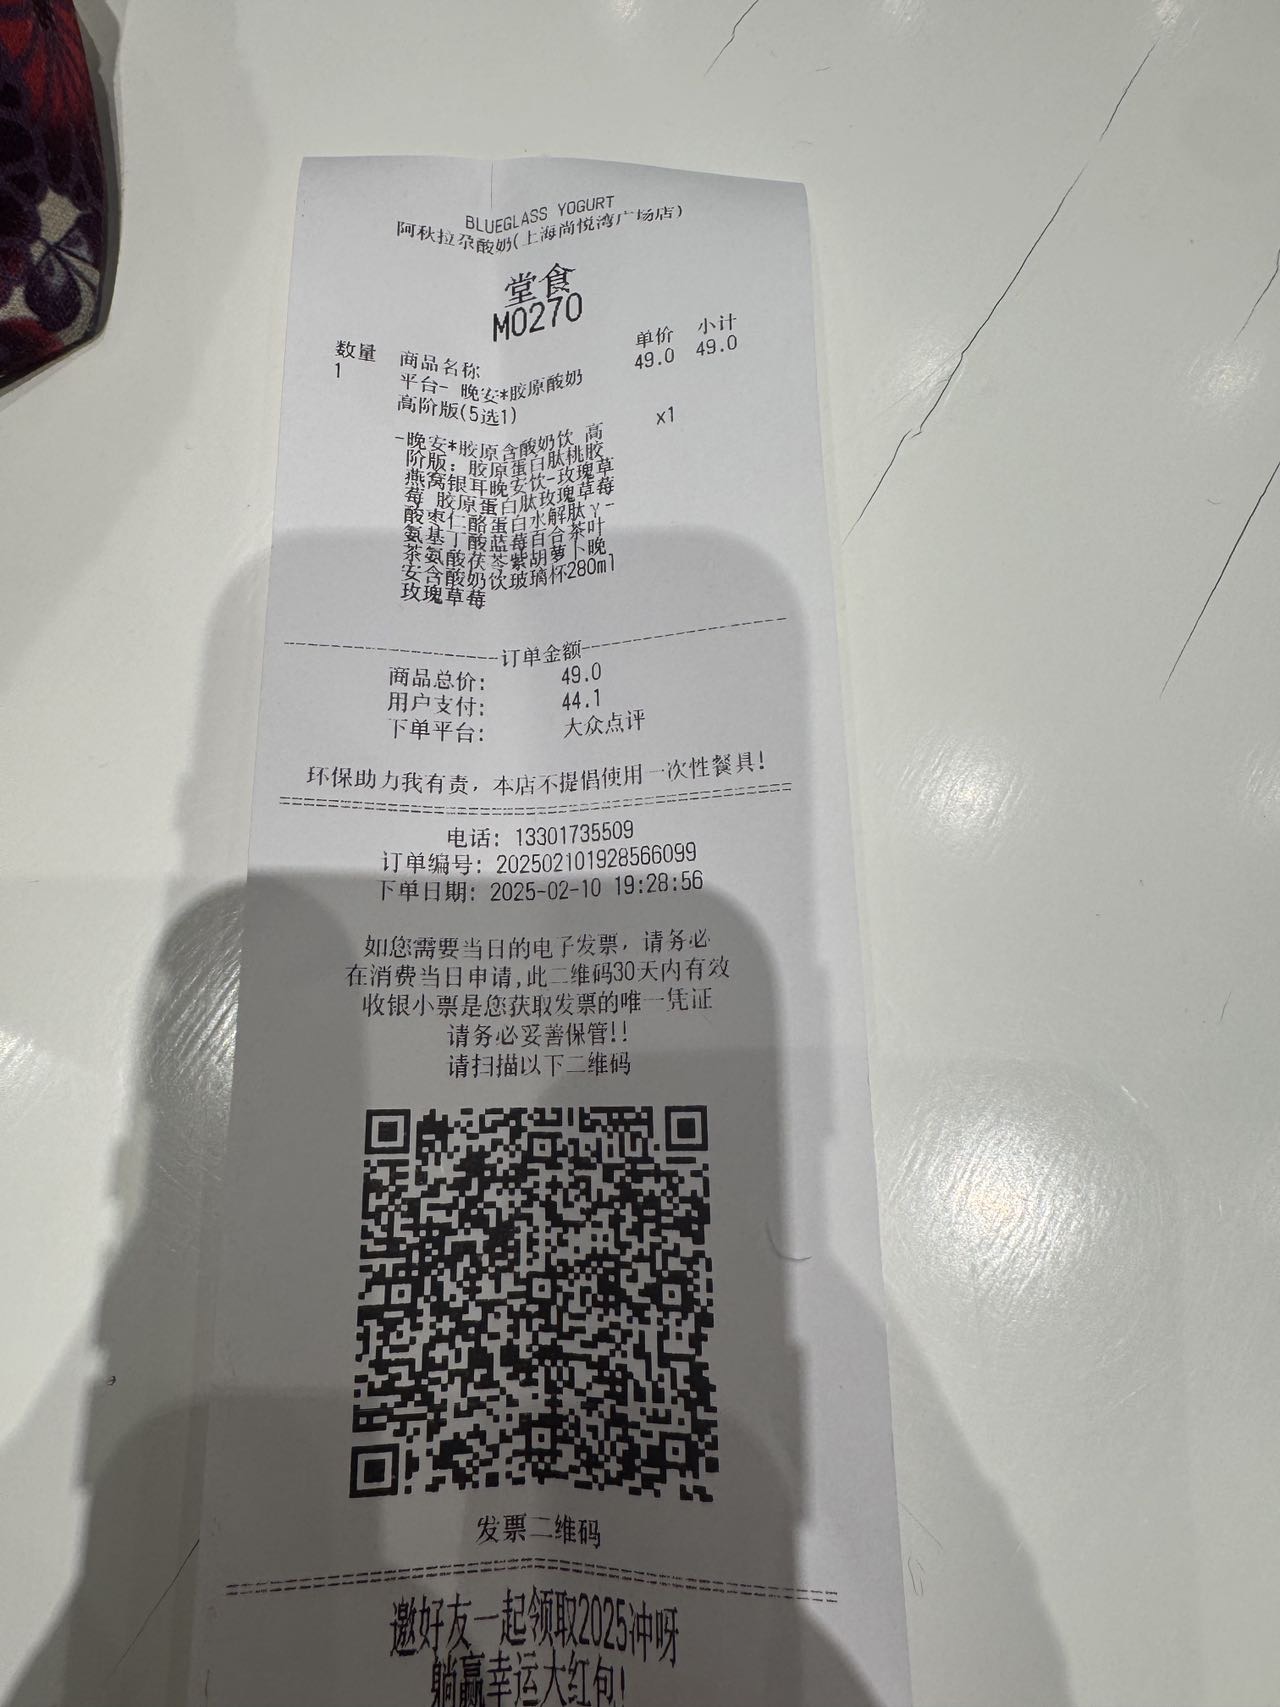 BLUEGLASS YOGURT
阿秋拉尕酸奶(上海尚悦湾广场店)
堂食
M0270
数量 商品名称 单价 小计
1 平台- 晚安*胶原酸奶 49.0 49.0
高阶版(5选1)
-晚安*胶原含酸奶饮 高 x1
阶版：胶原蛋白肽桃胶
燕窝银耳晚安饮-玫瑰草
莓 胶原蛋白肽玫瑰草莓
酸枣仁酪蛋白水解肽γ-
氨基丁酸蓝莓百合茶叶
茶氨酸茯苓紫胡萝卜晚
安含酸奶饮玻璃杯280ml
玫瑰草莓
订单金额
商品总价: 49.0
用户支付: 44.1
下单平台: 大众点评
环保助力我有责，本店不提倡使用一次性餐具!
电话: 13301735509
订单编号: 202502101928566099
下单日期: 2025-02-10 19:28:56
如您需要当日的电子发票，请务必
在消费当日申请,此二维码30天内有效
收银小票是您获取发票的唯一凭证
请务必妥善保管!!
请扫描以下二维码
发票二维码
邀好友一起领取2025冲呀
躺赢幸运大红包!